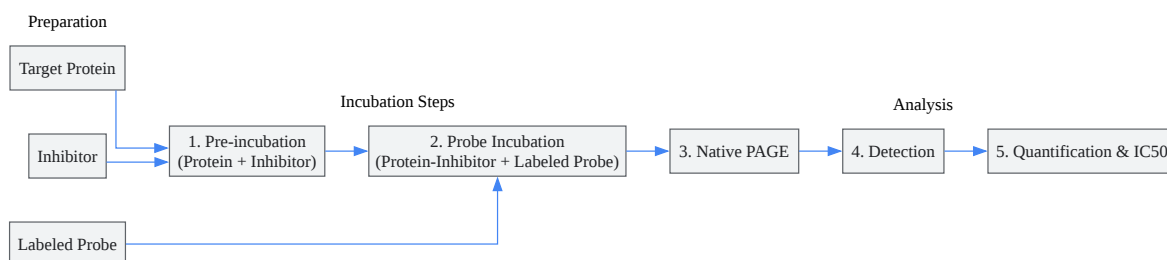 Preparation
Target Protein
Incubation Steps
Analysis
Inhibitor
1. Pre-incubation
(Protein + Inhibitor)
2. Probe Incubation
(Protein-Inhibitor + Labeled Probe)
3. Native PAGE
4. Detection
5. Quantification & IC50
Labeled Probe